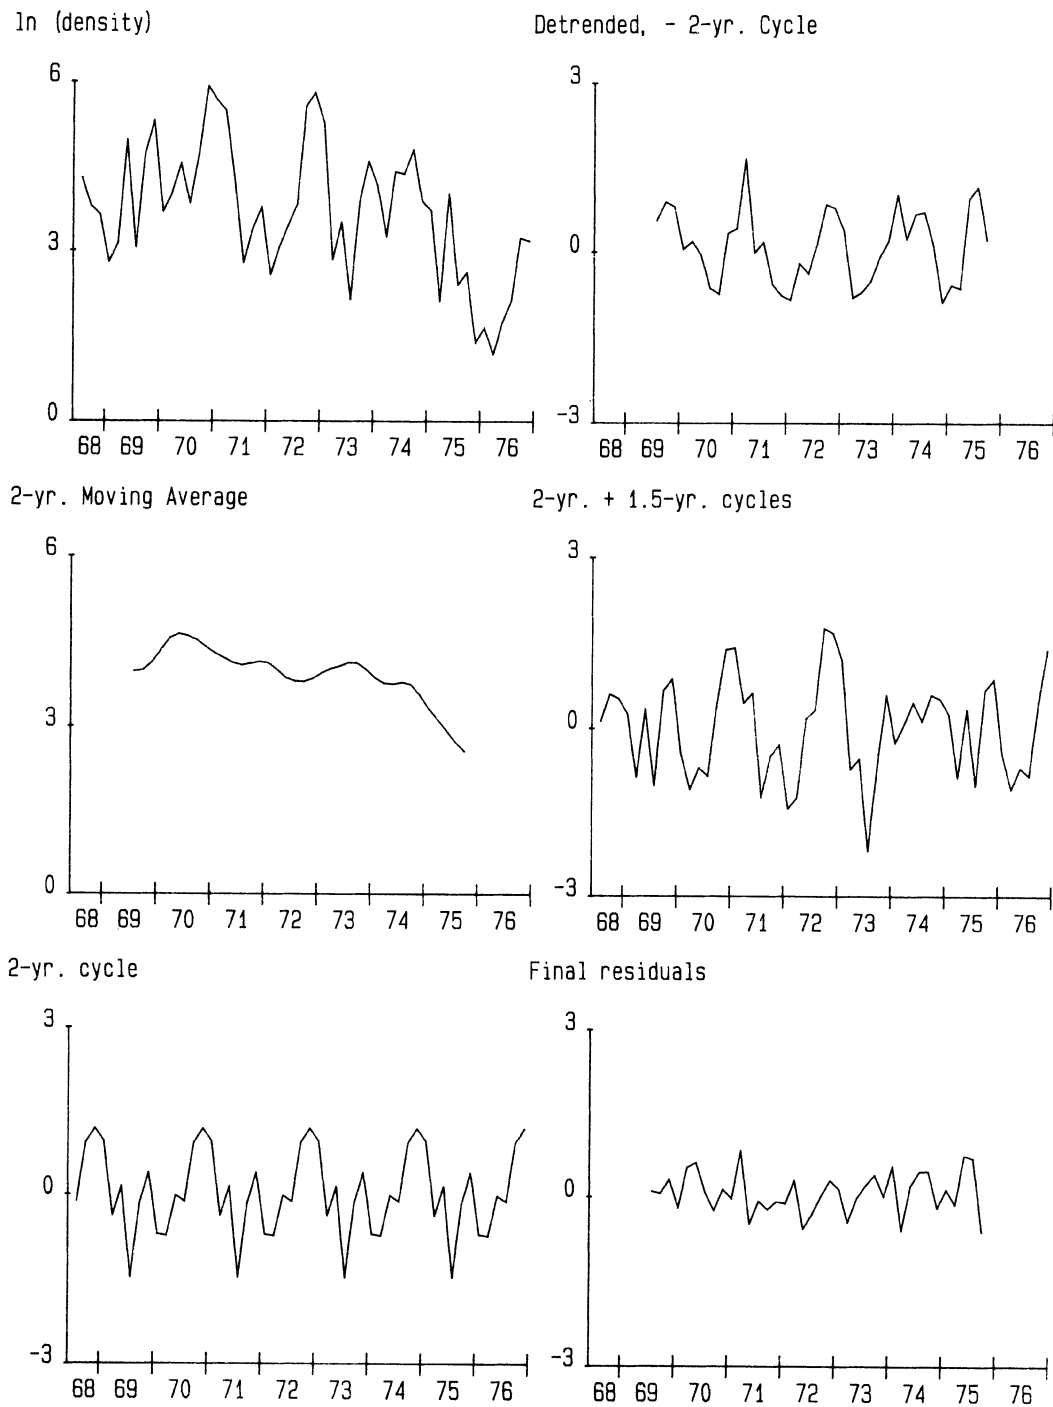 ln (density)
6
3
0
68 69 70 71 72 73 74 75 76
Detrended, - 2-yr. Cycle
3
0
-3
68 69 70 71 72 73 74 75 76
2-yr. Moving Average
6
3
0
68 69 70 71 72 73 74 75 76
2-yr. + 1.5-yr. cycles
3
0
-3
68 69 70 71 72 73 74 75 76
2-yr. cycle
3
0
-3
68 69 70 71 72 73 74 75 76
Final residuals
3
0
-3
68 69 70 71 72 73 74 75 76